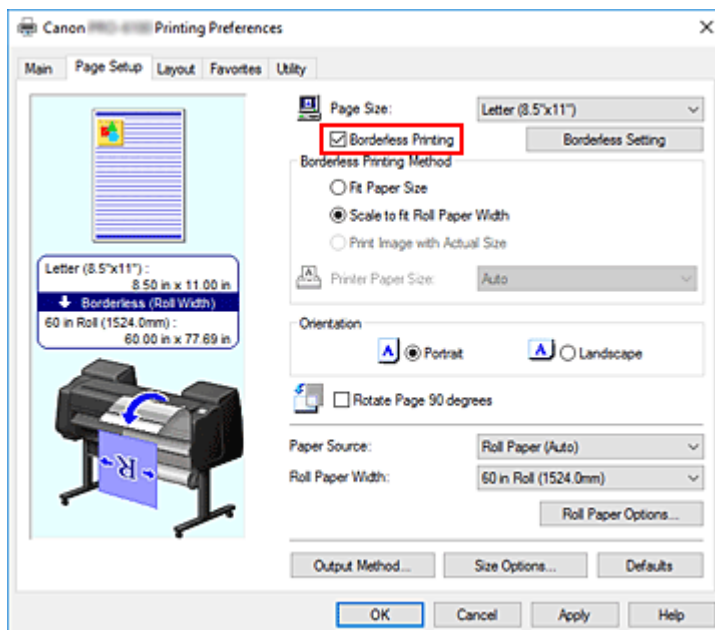 Canon Printing Preferences
Main Page Setup Layout Favorites Utility
Page Size: Letter (8.5"x11")
Borderless Printing Borderless Setting
Borderless Printing Method
Fit Paper Size
Scale to fit Roll Paper Width
Print Image with Actual Size
Printer Paper Size: Auto
Letter (8.5"x11") :
8.50 in x 11.00 in
Borderless (Roll Width)
60 in Roll (1524.0mm) :
60.00 in x 77.69 in
R
Orientation
A Portrait A Landscape
Rotate Page 90 degrees
Paper Source: Roll Paper (Auto)
Roll Paper Width: 60 in Roll (1524.0mm)
Roll Paper Options...
Output Method... Size Options... Defaults
OK Cancel Apply Help